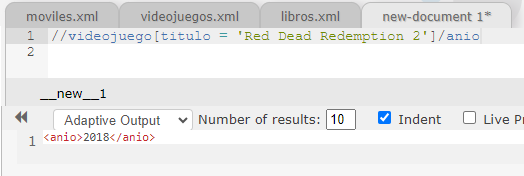 moviles.xml videojuegos.xml libros.xml new-document 1*
1 //videojuego[titulo = 'Red Dead Redemption 2']/anio
2
__new__1
Adaptive Output Number of results: 10 Indent Live
1 <anio>2018</anio>